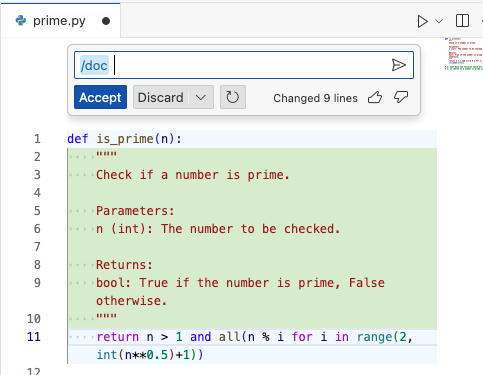 prime.py
/doc
Accept Discard Changed 9 lines
1 def is_prime(n):
2 """
3 Check if a number is prime.
4
5 Parameters:
6 n (int): The number to be checked.
7
8 Returns:
9 bool: True if the number is prime, False
otherwise.
10 """
11 return n > 1 and all(n % i for i in range(2,
int(n**0.5)+1))
12